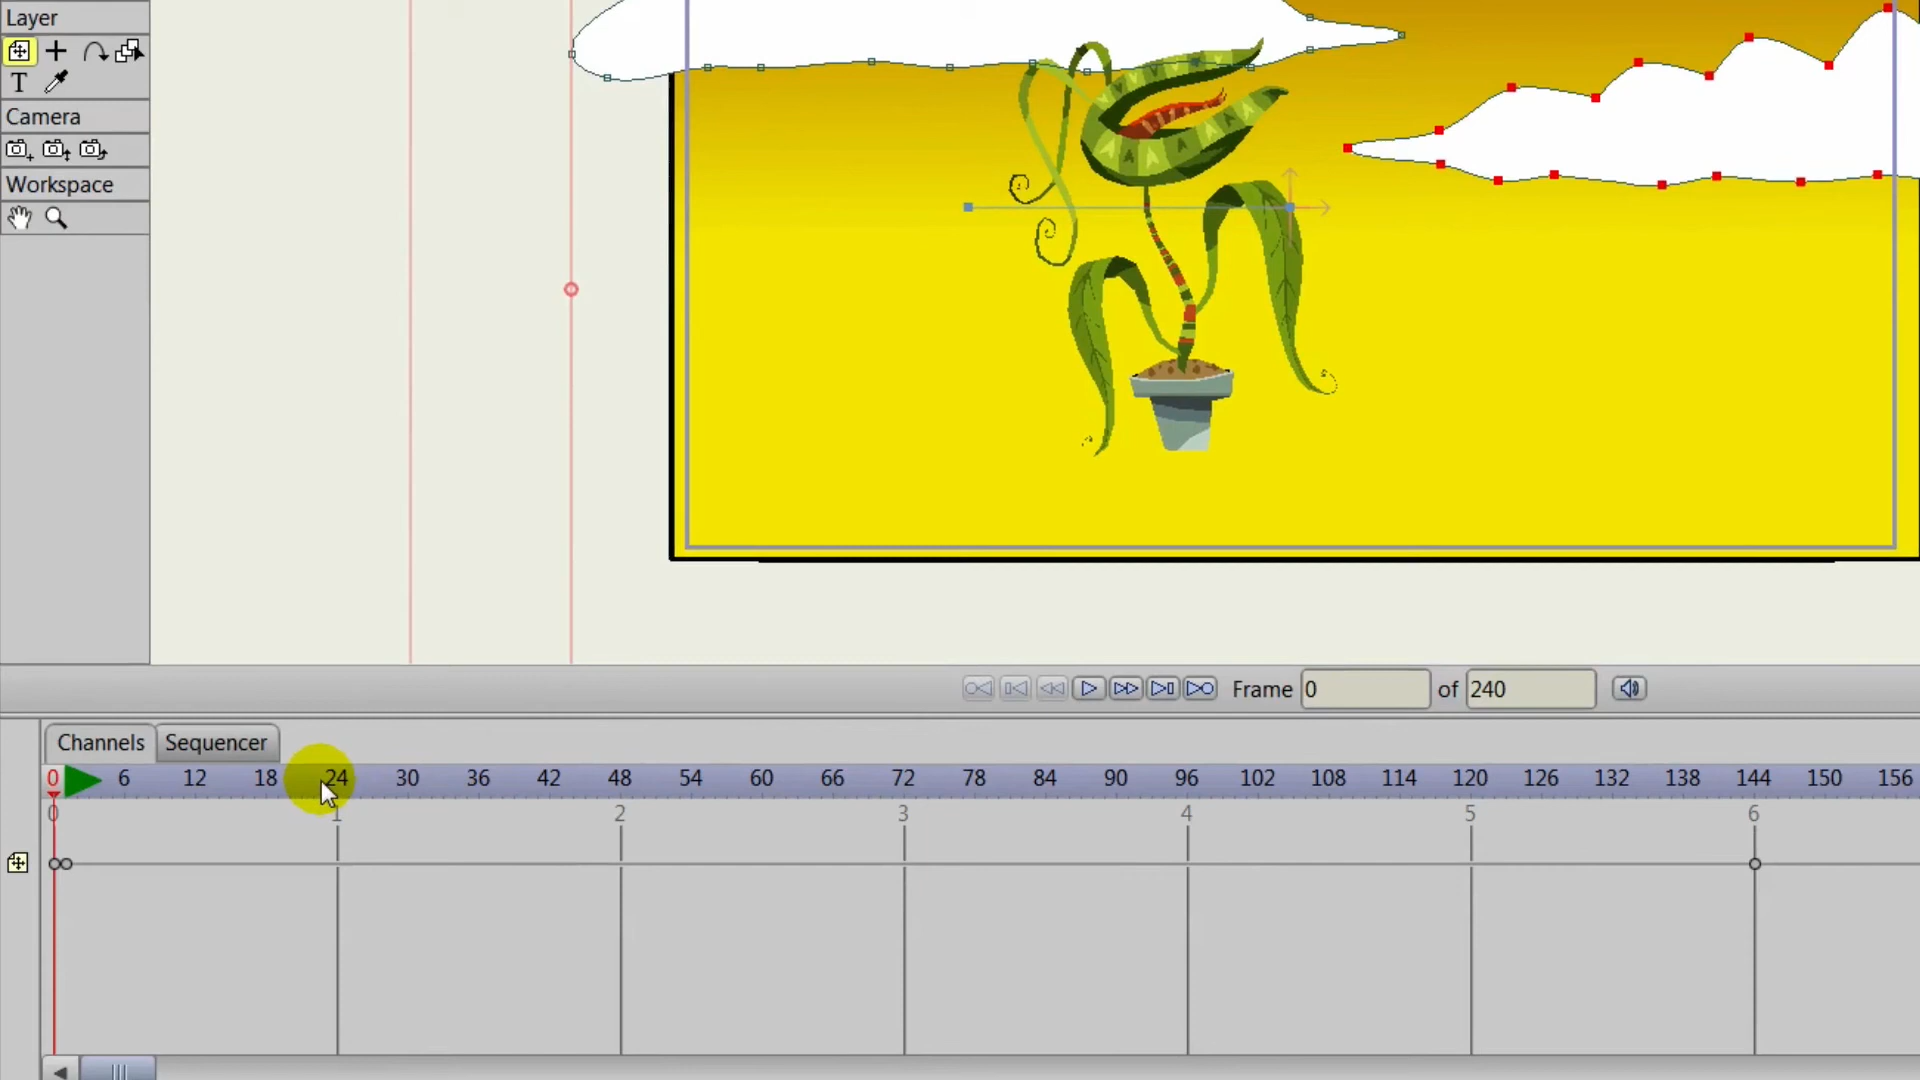 Layer
T
Camera
Workspace
Frame 0 of 240
Channels Sequencer
0 6 12 18 24 30 36 42 48 54 60 66 72 78 84 90 96 102 108 114 120 126 132 138 144 150 156
0 1 2 3 4 5 6